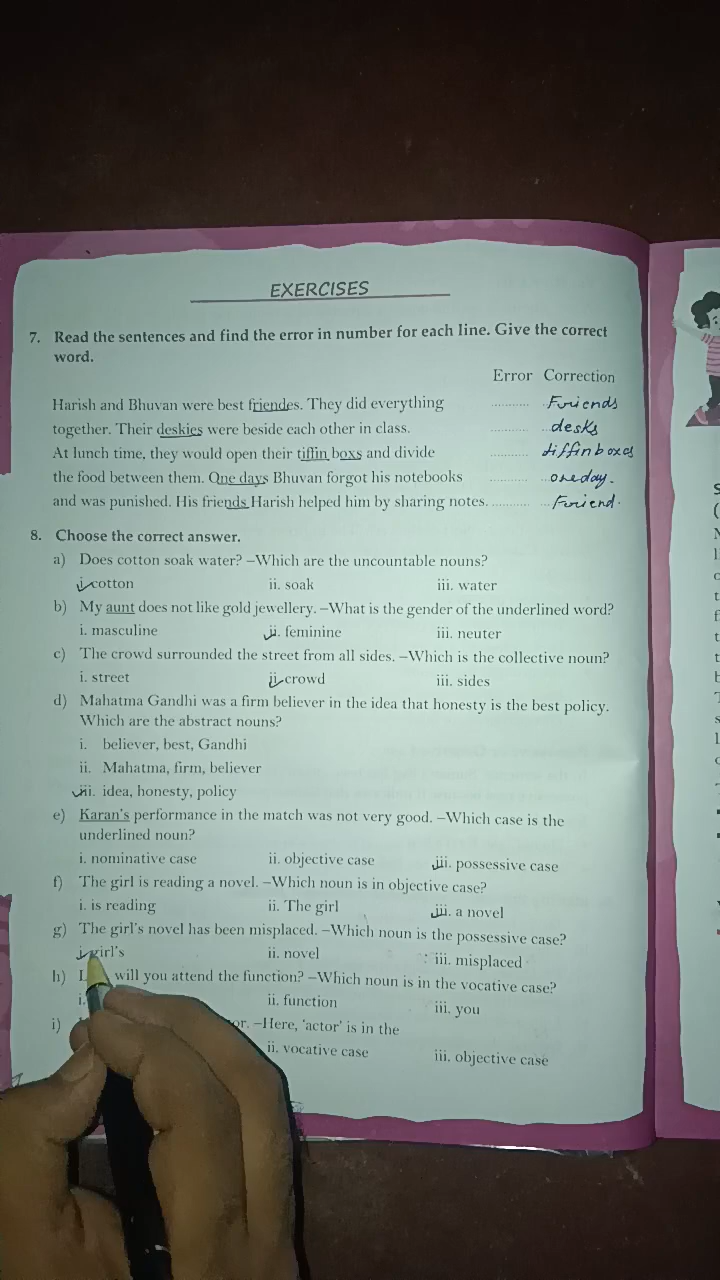 EXERCISES
7. Read the sentences and find the error in number for each line. Give the correct
word.
Error Correction
Harish and Bhuvan were best friendes. They did everything ............ Friends
together. Their deskies were beside each other in class. ............ desks
At lunch time, they would open their tiffin boxs and divide ............ tiffin boxes
the food between them. One days Bhuvan forgot his notebooks ............ one day.
and was punished. His friends Harish helped him by sharing notes. ............ Friend.
8. Choose the correct answer.
a) Does cotton soak water? –Which are the uncountable nouns?
i. cotton ii. soak iii. water
b) My aunt does not like gold jewellery. –What is the gender of the underlined word?
i. masculine ii. feminine iii. neuter
c) The crowd surrounded the street from all sides. –Which is the collective noun?
i. street ii. crowd iii. sides
d) Mahatma Gandhi was a firm believer in the idea that honesty is the best policy.
Which are the abstract nouns?
i. believer, best, Gandhi
ii. Mahatma, firm, believer
iii. idea, honesty, policy
e) Karan's performance in the match was not very good. –Which case is the
underlined noun?
i. nominative case ii. objective case iii. possessive case
f) The girl is reading a novel. –Which noun is in objective case?
i. is reading ii. The girl iii. a novel
g) The girl's novel has been misplaced. –Which noun is the possessive case?
i. girl's ii. novel iii. misplaced
h) will you attend the function? –Which noun is in the vocative case?
i. ii. function iii. you
i) –Here, 'actor' is in the
ii. vocative case iii. objective case